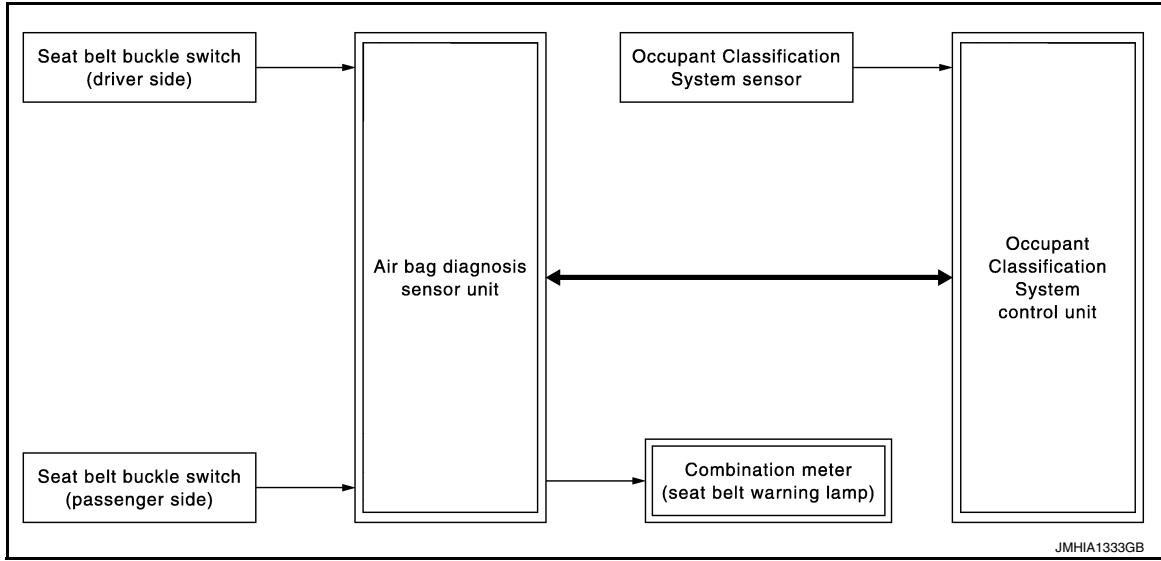 Seat belt buckle switch
(driver side)
Occupant Classification
System sensor
Air bag diagnosis
sensor unit
Occupant
Classification
System
control unit
Seat belt buckle switch
(passenger side)
Combination meter
(seat belt warning lamp)
JMHIA1333GB